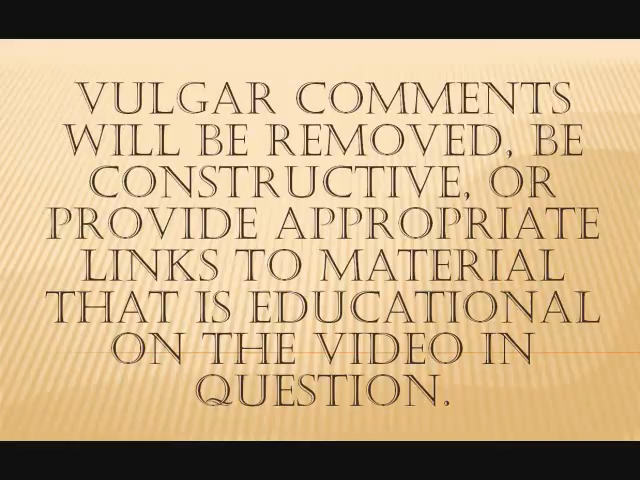 VULGAR COMMENTS
WILL BE REMOVED, BE
CONSTRUCTIVE, OR
PROVIDE APPROPRIATE
LINKS TO MATERIAL
THAT IS EDUCATIONAL
ON THE VIDEO IN
QUESTION.